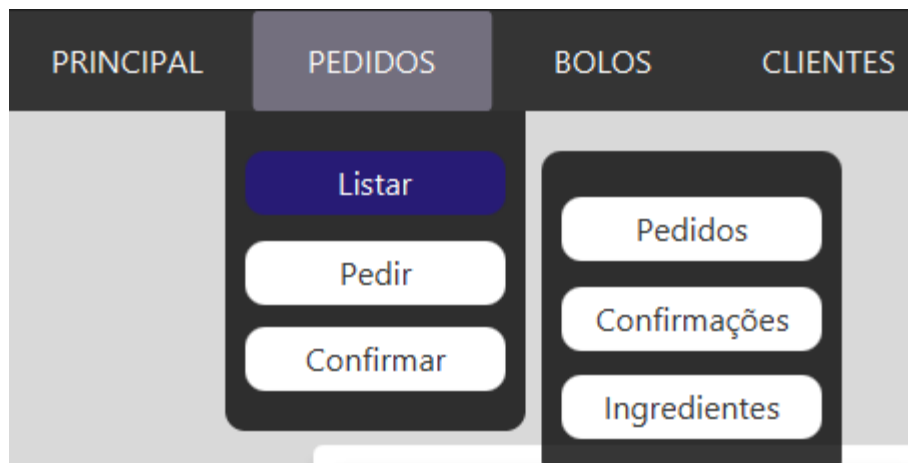 PRINCIPAL PEDIDOS BOLOS CLIENTES
Listar
Pedir
Confirmar
Pedidos
Confirmações
Ingredientes